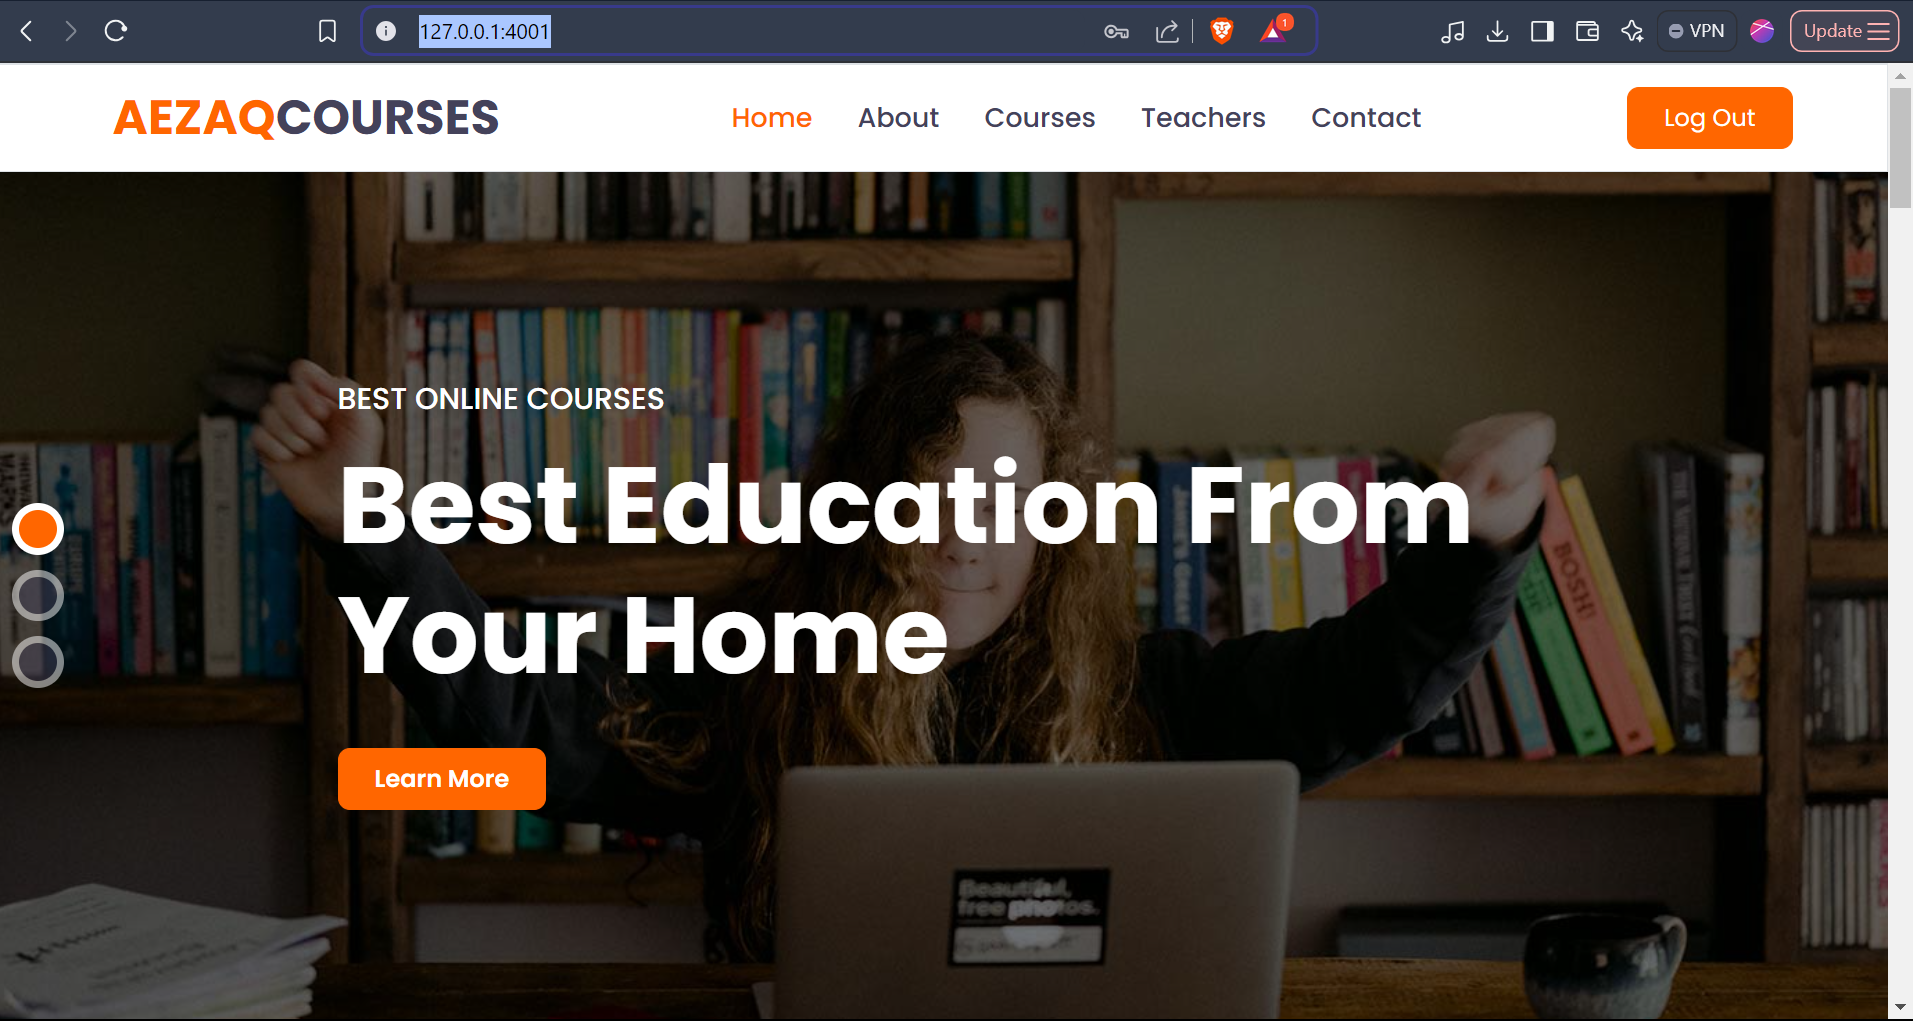 127.0.0.1:4001
1
VPN
Update
AEZAQCOURSES
Home
About
Courses
Teachers
Contact
Log Out
BEST ONLINE COURSES
Best Education From
Your Home
Learn More
BOSH!
Beautiful,
free photos.